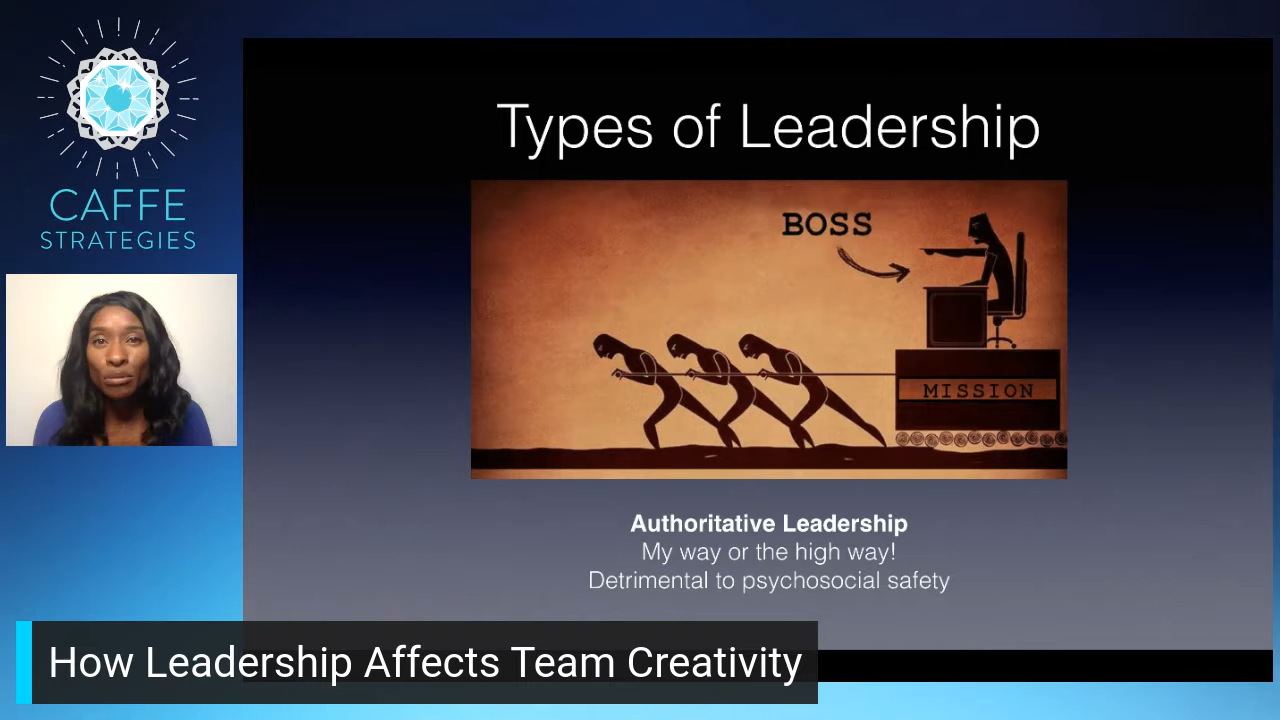 CAFFE
STRATEGIES
Types of Leadership
BOSS
MISSION
Authoritative Leadership
My way or the high way!
Detrimental to psychosocial safety
How Leadership Affects Team Creativity